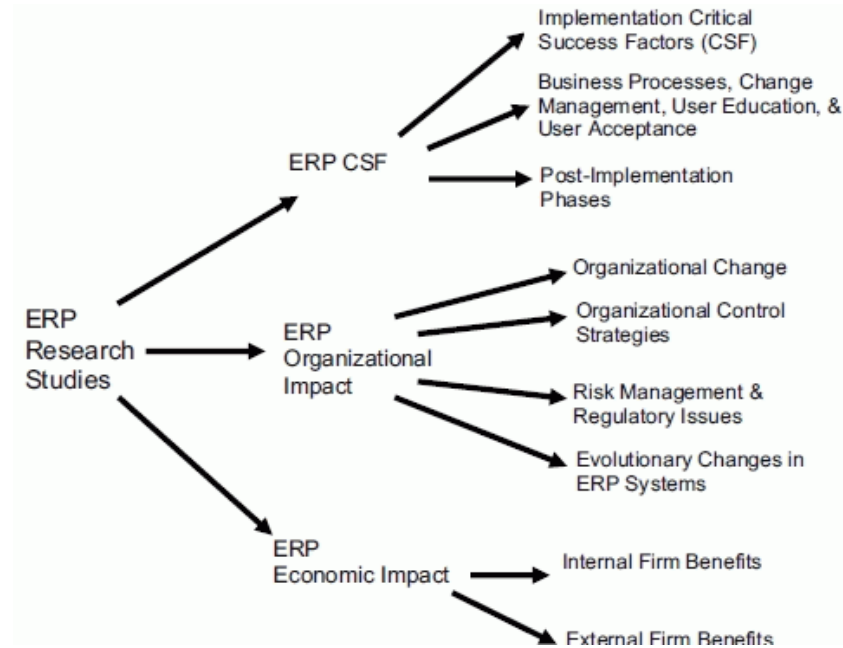 Implementation Critical
Success Factors (CSF)
Business Processes, Change
Management, User Education, &
User Acceptance
ERP CSF
Post-Implementation
Phases
Organizational Change
Organizational Control
Strategies
ERP
Research
Studies
ERP
Organizational
Impact
Risk Management &
Regulatory Issues
Evolutionary Changes in
ERP Systems
ERP
Economic Impact
Internal Firm Benefits
External Firm Benefits